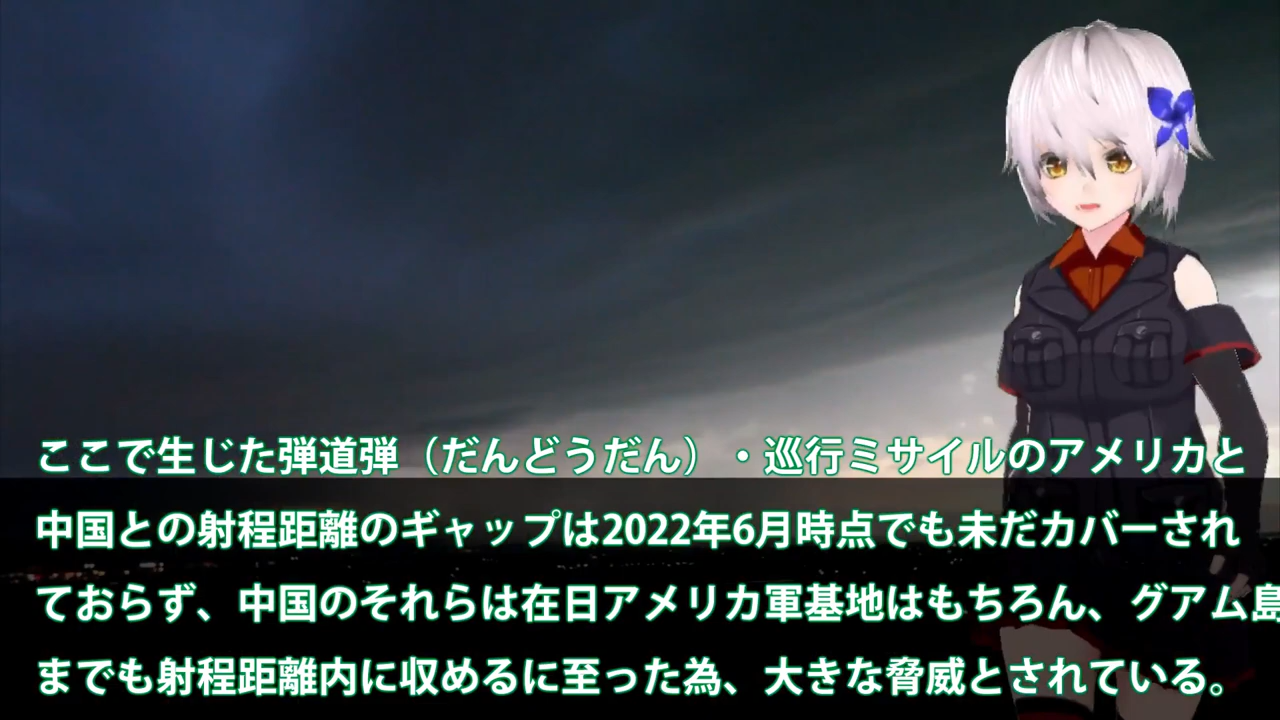 ここで生じた弾道弾（だんどうだん）・巡行ミサイルのアメリカと
中国との射程距離のギャップは2022年6月時点でも未だカバーされ
ておらず、中国のそれらは在日アメリカ軍基地はもちろん、グアム島
までも射程距離内に収めるに至った為、大きな脅威とされている。